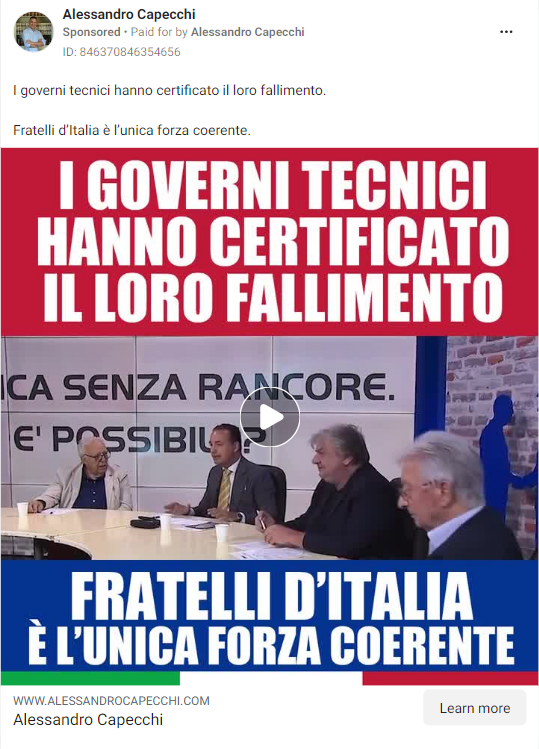 Alessandro Capecchi
Sponsored • Paid for by Alessandro Capecchi
ID: 846370846354656
I governi tecnici hanno certificato il loro fallimento.
Fratelli d'Italia è l'unica forza coerente.
I GOVERNI TECNICI
HANNO CERTIFICATO
IL LORO FALLIMENTO
ICA SENZA RANCORE.
E' POSSIBILE?
FRATELLI D'ITALIA
È L'UNICA FORZA COERENTE
WWW.ALESSANDROCAPECCHI.COM
Alessandro Capecchi
Learn more